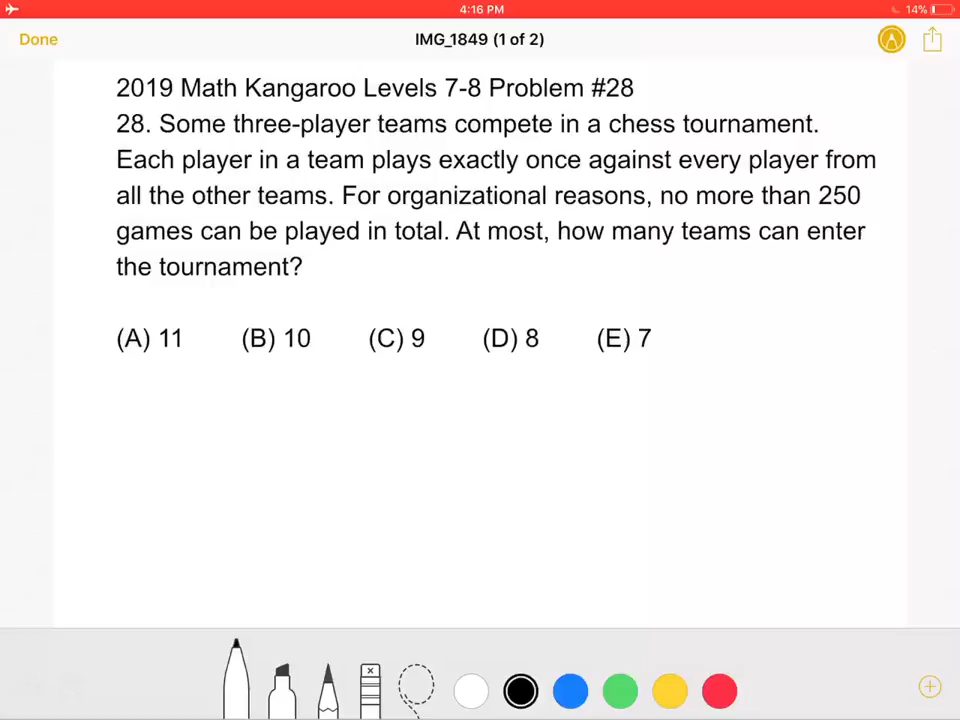 4:16 PM
14%
Done
IMG_1849 (1 of 2)
2019 Math Kangaroo Levels 7-8 Problem #28
28. Some three-player teams compete in a chess tournament.
Each player in a team plays exactly once against every player from
all the other teams. For organizational reasons, no more than 250
games can be played in total. At most, how many teams can enter
the tournament?
(A) 11 (B) 10 (C) 9 (D) 8 (E) 7